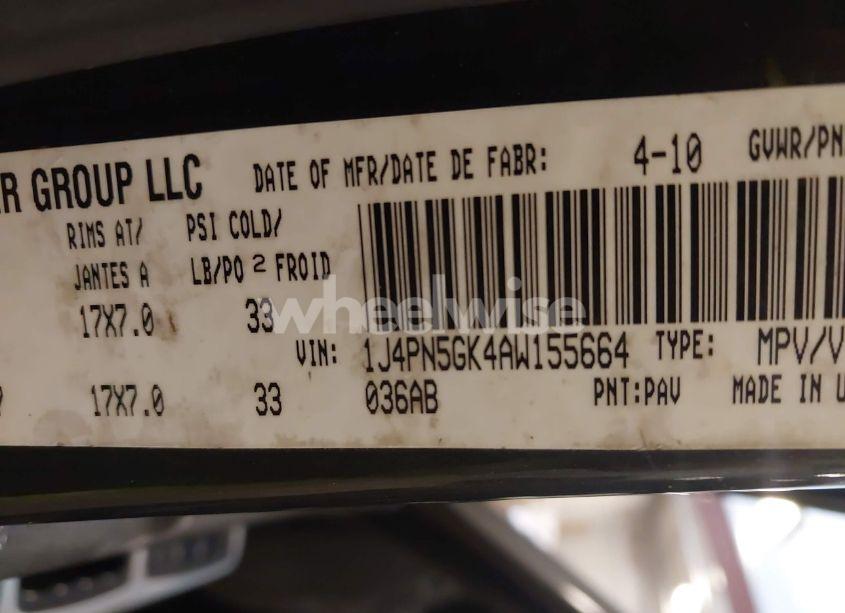 ER GROUP LLC DATE OF MFR/DATE DE FABR: 4-10 GVWR/PN
RIMS AT/ PSI COLD/
JANTES A LB/PO 2 FROID
17X7.0 33
wheelwise
VIN: 1J4PN5GK4AW155664 TYPE: MPV/V
17X7.0 33 036AB PNT:PAV MADE IN U